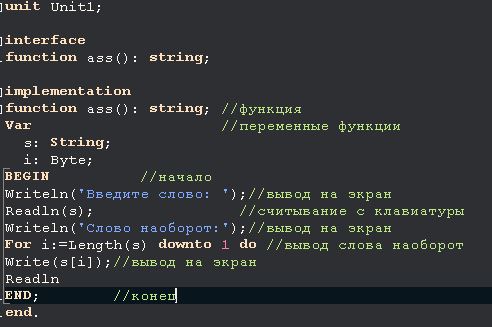 unit Unit1;
interface
function ass(): string;
implementation
function ass(): string; //функция
Var //переменные функции
s: String;
i: Byte;
BEGIN //начало
Writeln('Введите слово: ');//вывод на экран
Readln(s); //считывание с клавиатуры
Writeln('Слово наоборот:');//вывод на экран
For i:=Length(s) downto 1 do //вывод слова наоборот
Write(s[i]);//вывод на экран
Readln
END; //конец
end.